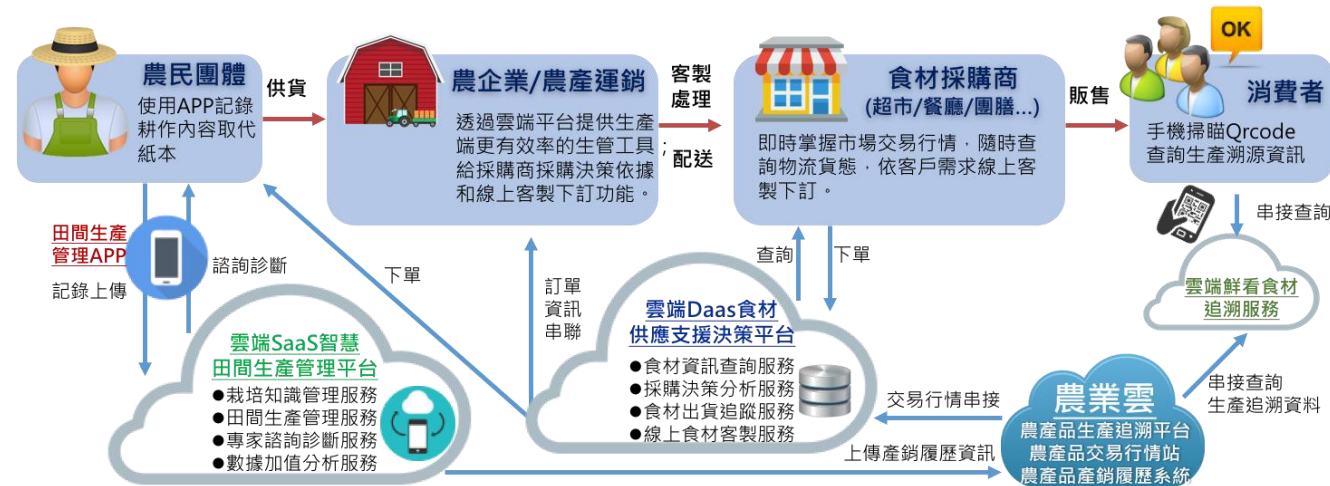 農民團體
使用APP記錄
耕作內容取代
紙本
供貨
農企業/農產運銷
透過雲端平台提供生產
端更有效率的生管工具;
給採購商採購決策依據
和線上客製下訂功能。
客製
處理
配送
食材採購商
(超市/餐廳/團膳...)
即時掌握市場交易行情,隨時查
詢物流貨態,依客戶需求線上客
製下訂。
販售
OK
消費者
手機掃瞄Qrcode
查詢生產溯源資訊
田間生產
管理APP
記錄上傳
諮詢診斷
下單
訂單
資訊
串聯
查詢
下單
串接查詢
雲端鮮看食材
追溯服務
雲端SaaS智慧
田間生產管理平台
●栽培知識管理服務
●田間生產管理服務
●專家諮詢診斷服務
●數據加值分析服務
雲端Daas食材
供應支援決策平台
●食材資訊查詢服務
●採購決策分析服務
●食材出貨追蹤服務
●線上食材客製服務
交易行情串接
上傳產銷履歷資訊
農業雲
農產品生產追溯平台
農產品交易行情站
農產品產銷履歷系統
串接查詢
生產追溯資料